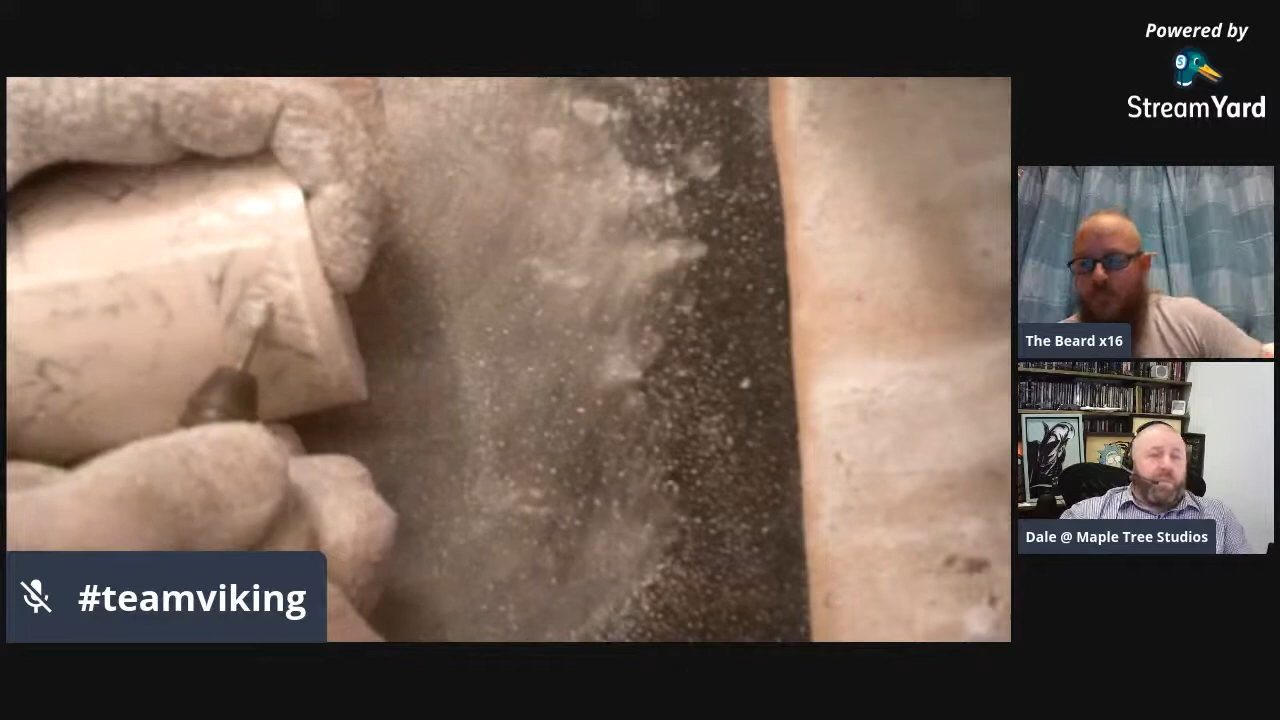 Powered by
StreamYard
The Beard x16
Dale @ Maple Tree Studios
#teamviking